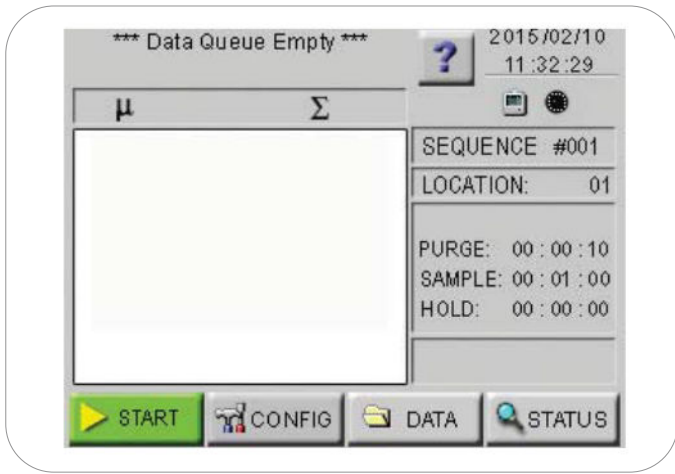 *** Data Queue Empty ***
?
2015/02/10
11:32:29
µ Σ
SEQUENCE #001
LOCATION: 01
PURGE: 00:00:10
SAMPLE: 00:01:00
HOLD: 00:00:00
START CONFIG DATA STATUS